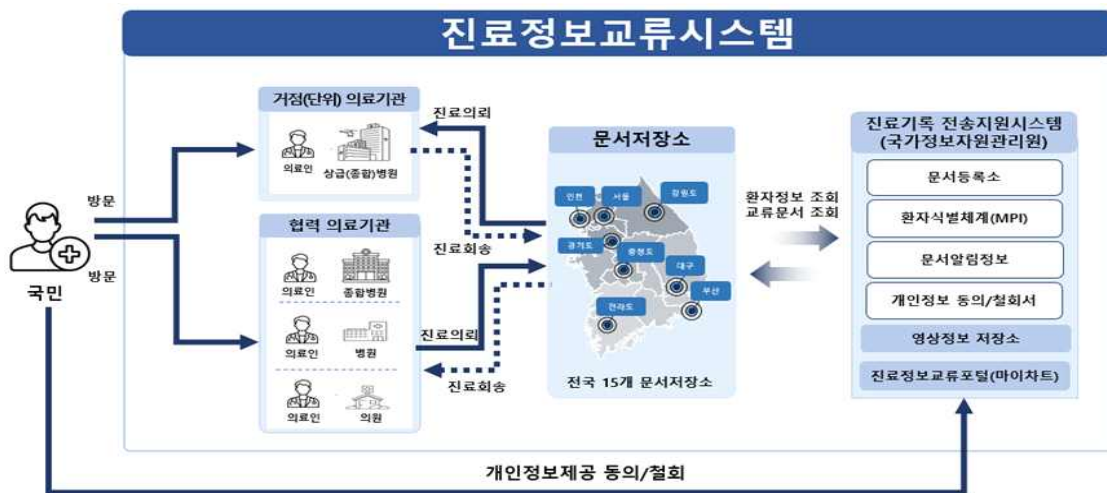 진료정보교류시스템
거점(단위) 의료기관
의료인
상급(종합)병원
진료의뢰
진료회송
방문
방문
국민
협력 의료기관
의료인
종합병원
의료인
병원
의료인
의원
진료의뢰
진료회송
문서저장소
인천
서울
강원도
경기도
충청도
대구
부산
전라도
전국 15개 문서저장소
환자정보 조회
교류문서 조회
진료기록 전송지원시스템
(국가정보자원관리원)
문서등록소
환자식별체계(MPI)
문서알림정보
개인정보 동의/철회서
영상정보 저장소
진료정보교류포털(마이차트)
개인정보제공 동의/철회